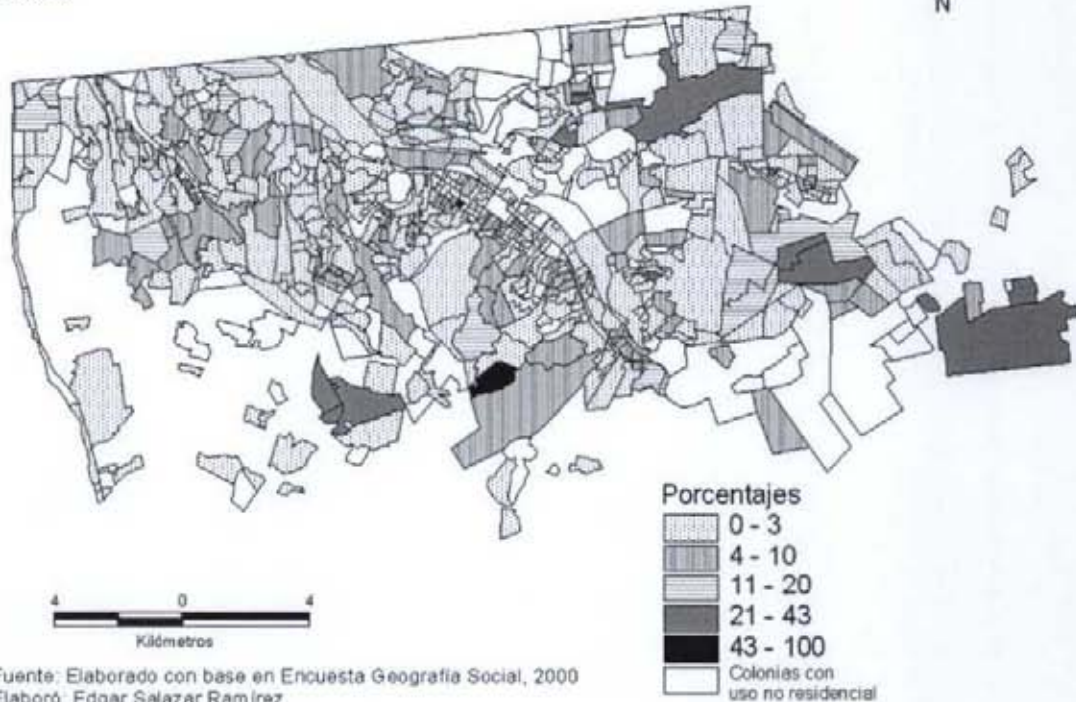 N
Porcentajes
0 - 3
4 - 10
11 - 20
21 - 43
43 - 100
Colonias con
uso no residencial
4 0 4
Kilómetros
Fuente: Elaborado con base en Encuesta Geografía Social, 2000
Elaboró: Edgar Salazar Ramírez